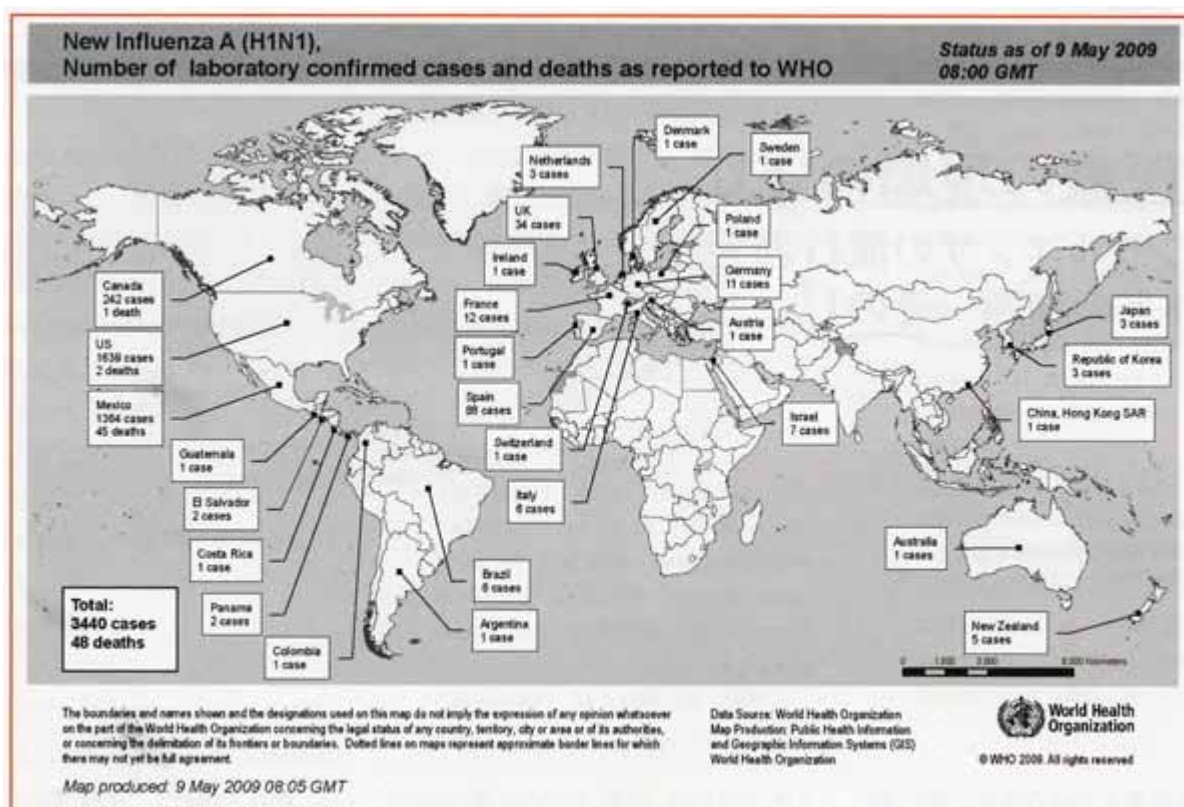 New Influenza A (H1N1),
Number of laboratory confirmed cases and deaths as reported to WHO
Status as of 9 May 2009
08:00 GMT
Denmark
1 case
Sweden
1 case
Netherlands
3 cases
UK
34 cases
Poland
1 case
Ireland
1 case
Germany
11 cases
Canada
242 cases
1 death
France
12 cases
Austria
1 case
Japan
3 cases
US
1639 cases
2 deaths
Portugal
1 case
Republic of Korea
3 cases
Mexico
1364 cases
45 deaths
Spain
88 cases
Israel
7 cases
China, Hong Kong SAR
1 case
Guatemala
1 case
Switzerland
1 case
El Salvador
2 cases
Italy
6 cases
Costa Rica
1 case
Australia
1 cases
Brazil
6 cases
Panama
2 cases
Argentina
1 case
New Zealand
5 cases
Colombia
1 case
Total:
3440 cases
48 deaths
0 1,500 3,000 6,000 Kilometers
The boundaries and names shown and the designations used on this map do not imply the expression of any opinion whatsoever
on the part of the World Health Organization concerning the legal status of any country, territory, city or area or of its authorities,
or concerning the delimitation of its frontiers or boundaries. Dotted lines on maps represent approximate border lines for which
there may not yet be full agreement.
Data Source: World Health Organization
Map Production: Public Health Information
and Geographic Information Systems (GIS)
World Health Organization
World Health
Organization
© WHO 2009. All rights reserved
Map produced: 9 May 2009 08:05 GMT